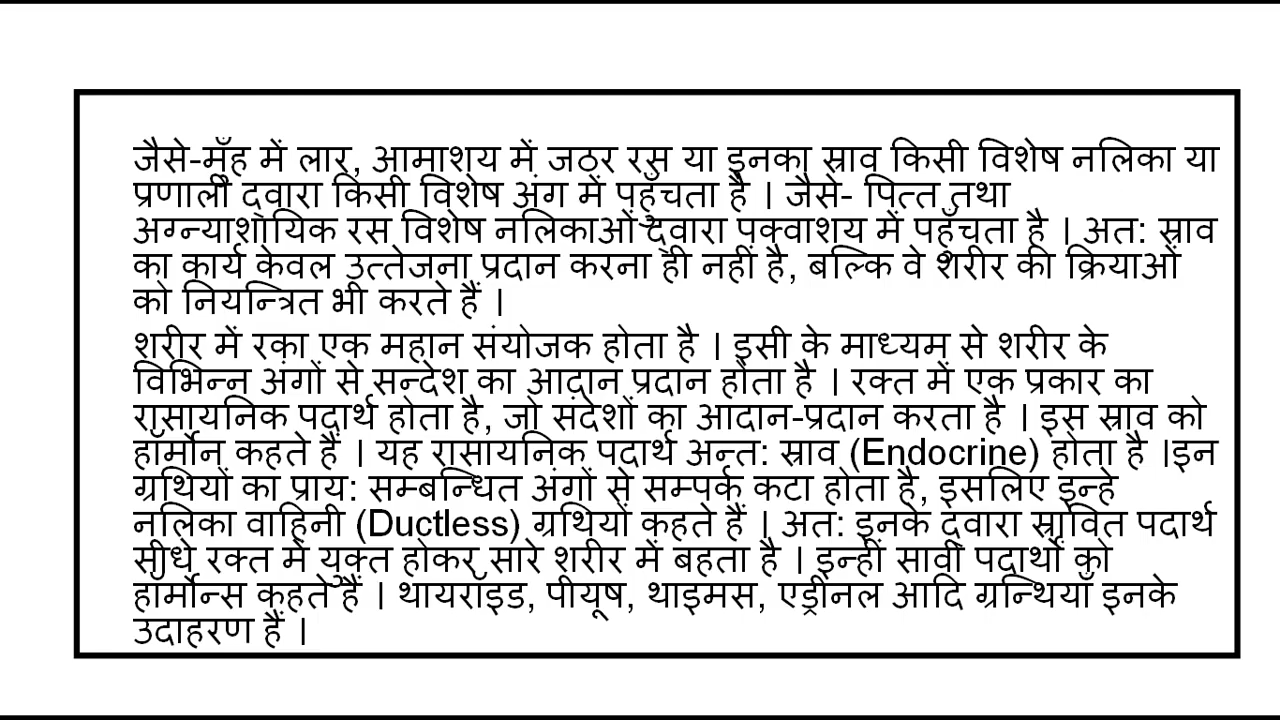 जैसे-मुँह में लार, आमाशय में जठर रस या इनका स्राव किसी विशेष नलिका या
प्रणाली द्वारा किसी विशेष अंग में पहुँचता है । जैसे- पित्त तथा
अग्न्याशायिक रस विशेष नलिकाओं द्वारा पक्वाशय में पहुँचता है । अत: स्राव
का कार्य केवल उत्तेजना प्रदान करना ही नहीं है, बल्कि वे शरीर की क्रियाओं
को नियन्त्रित भी करते हैं ।
शरीर में रका एक महान संयोजक होता है । इसी के माध्यम से शरीर के
विभिन्न अंगों से सन्देश का आदान प्रदान होता है । रक्त में एक प्रकार का
रासायनिक पदार्थ होता है, जो संदेशों का आदान-प्रदान करता है । इस स्राव को
हॉर्मोन कहते हैं । यह रासायनिक पदार्थ अन्त: स्राव (Endocrine) होता है ।इन
ग्रथियों का प्राय: सम्बन्धित अंगों से सम्पर्क कटा होता है, इसलिए इन्हे
नलिका वाहिनी (Ductless) ग्रथियों कहते हैं । अत: इनके द्वारा स्रावित पदार्थ
सीधे रक्त में युक्त होकर सारे शरीर में बहता है । इन्हीं सावी पदार्थों को
हॉर्मोन्स कहते हैं । थायरॉइड, पीयूष, थाइमस, एड्रीनल आदि ग्रन्थियाँ इनके
उदाहरण हैं ।